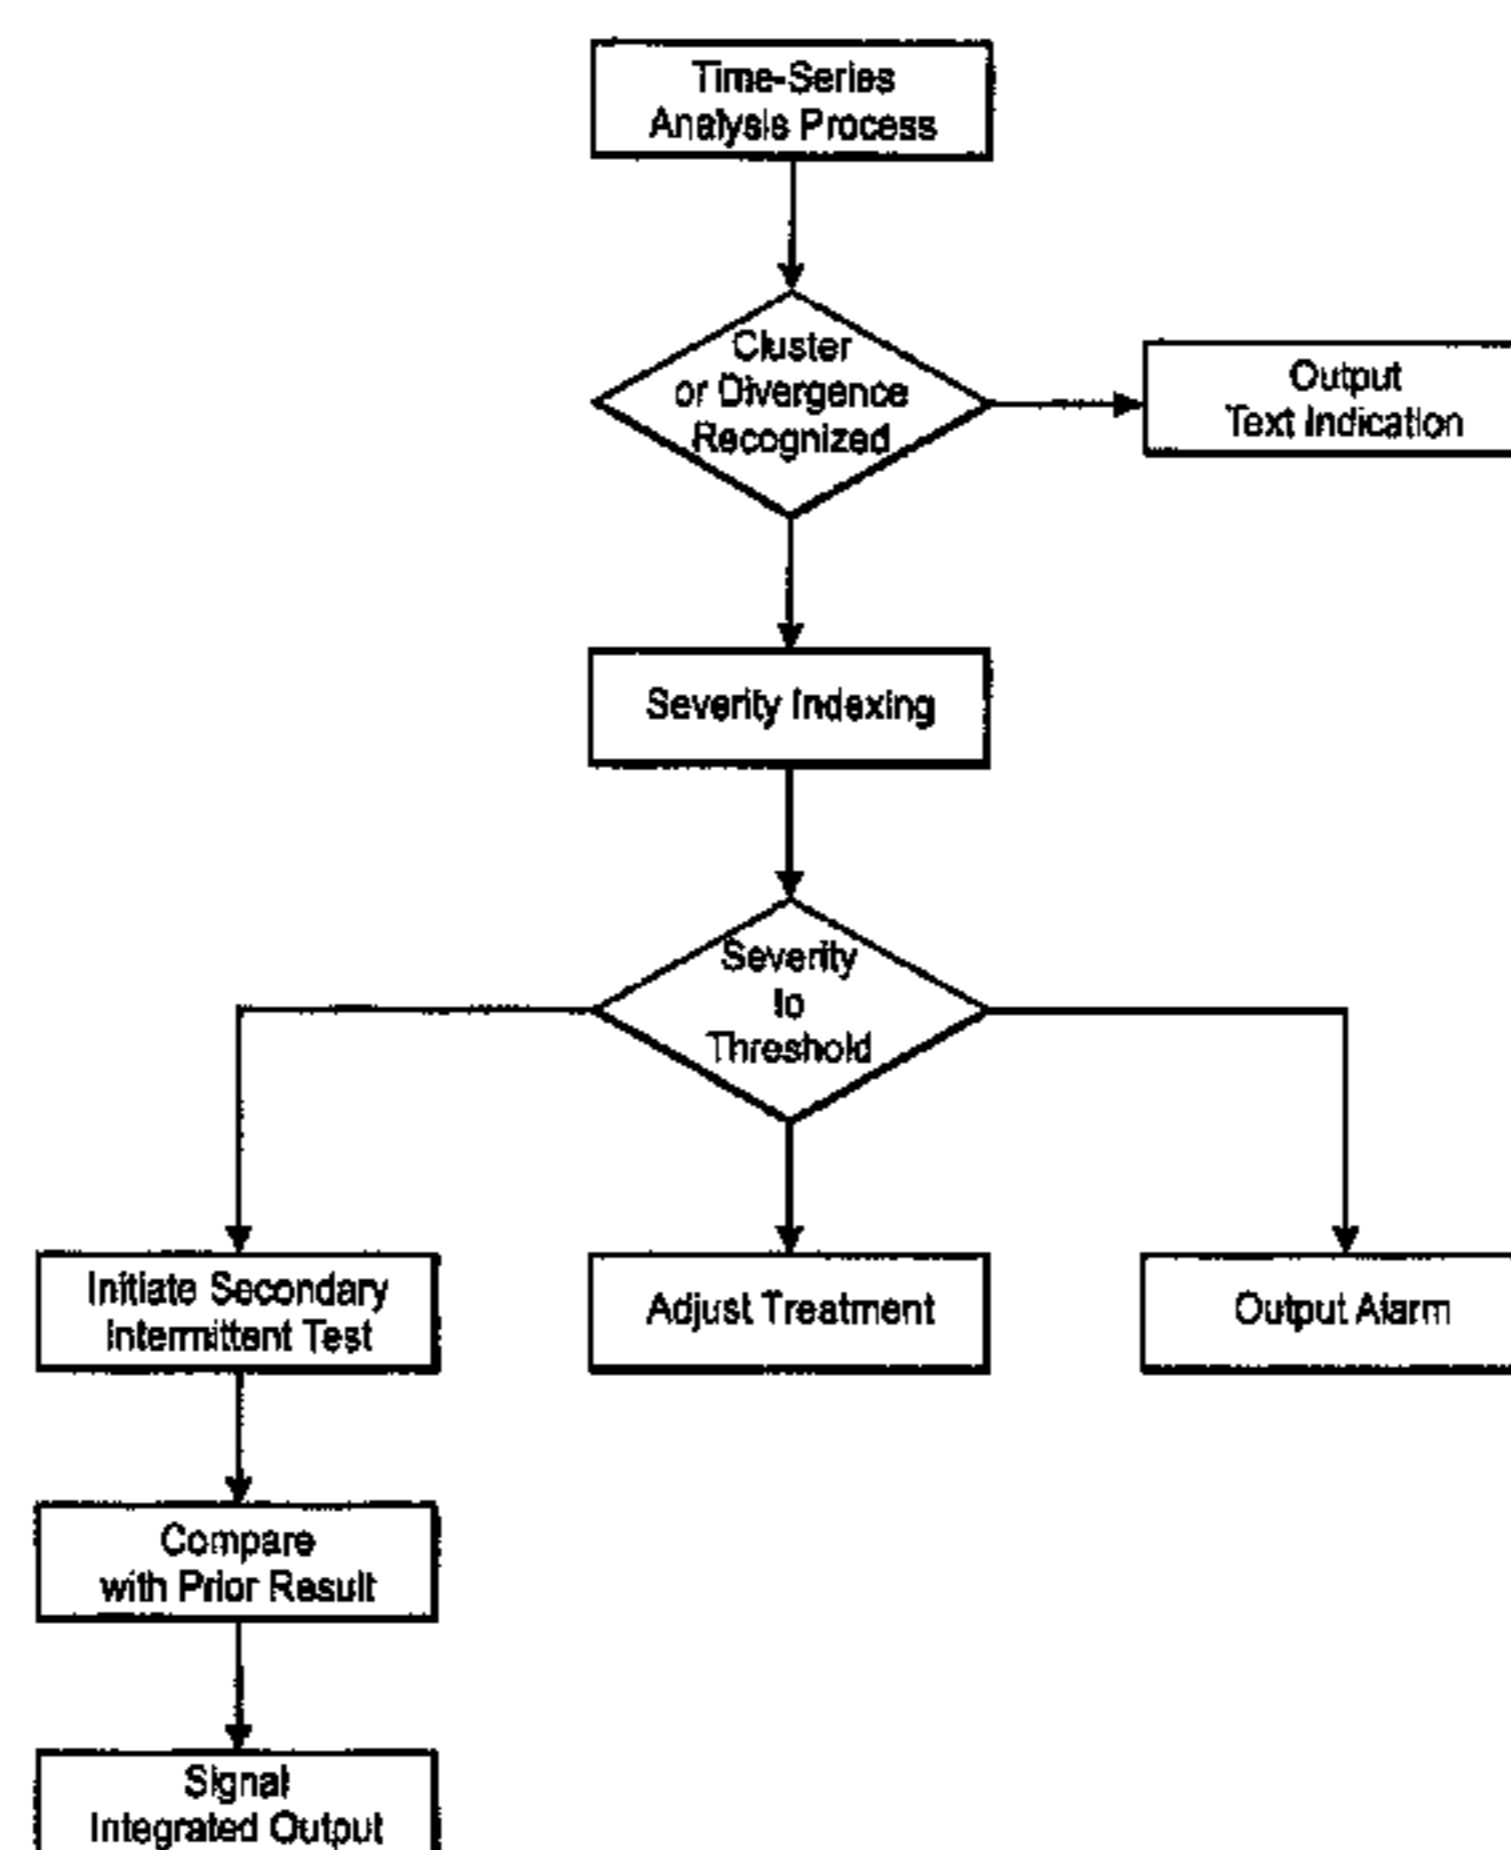 Time-Series
Analysis Process
Cluster
or Divergence
Recognized
Output
Text Indication
Severity Indexing
Severity
to
Threshold
Initiate Secondary
Intermittent Test
Adjust Treatment
Output Alarm
Compare
with Prior Result
Signal
Integrated Output